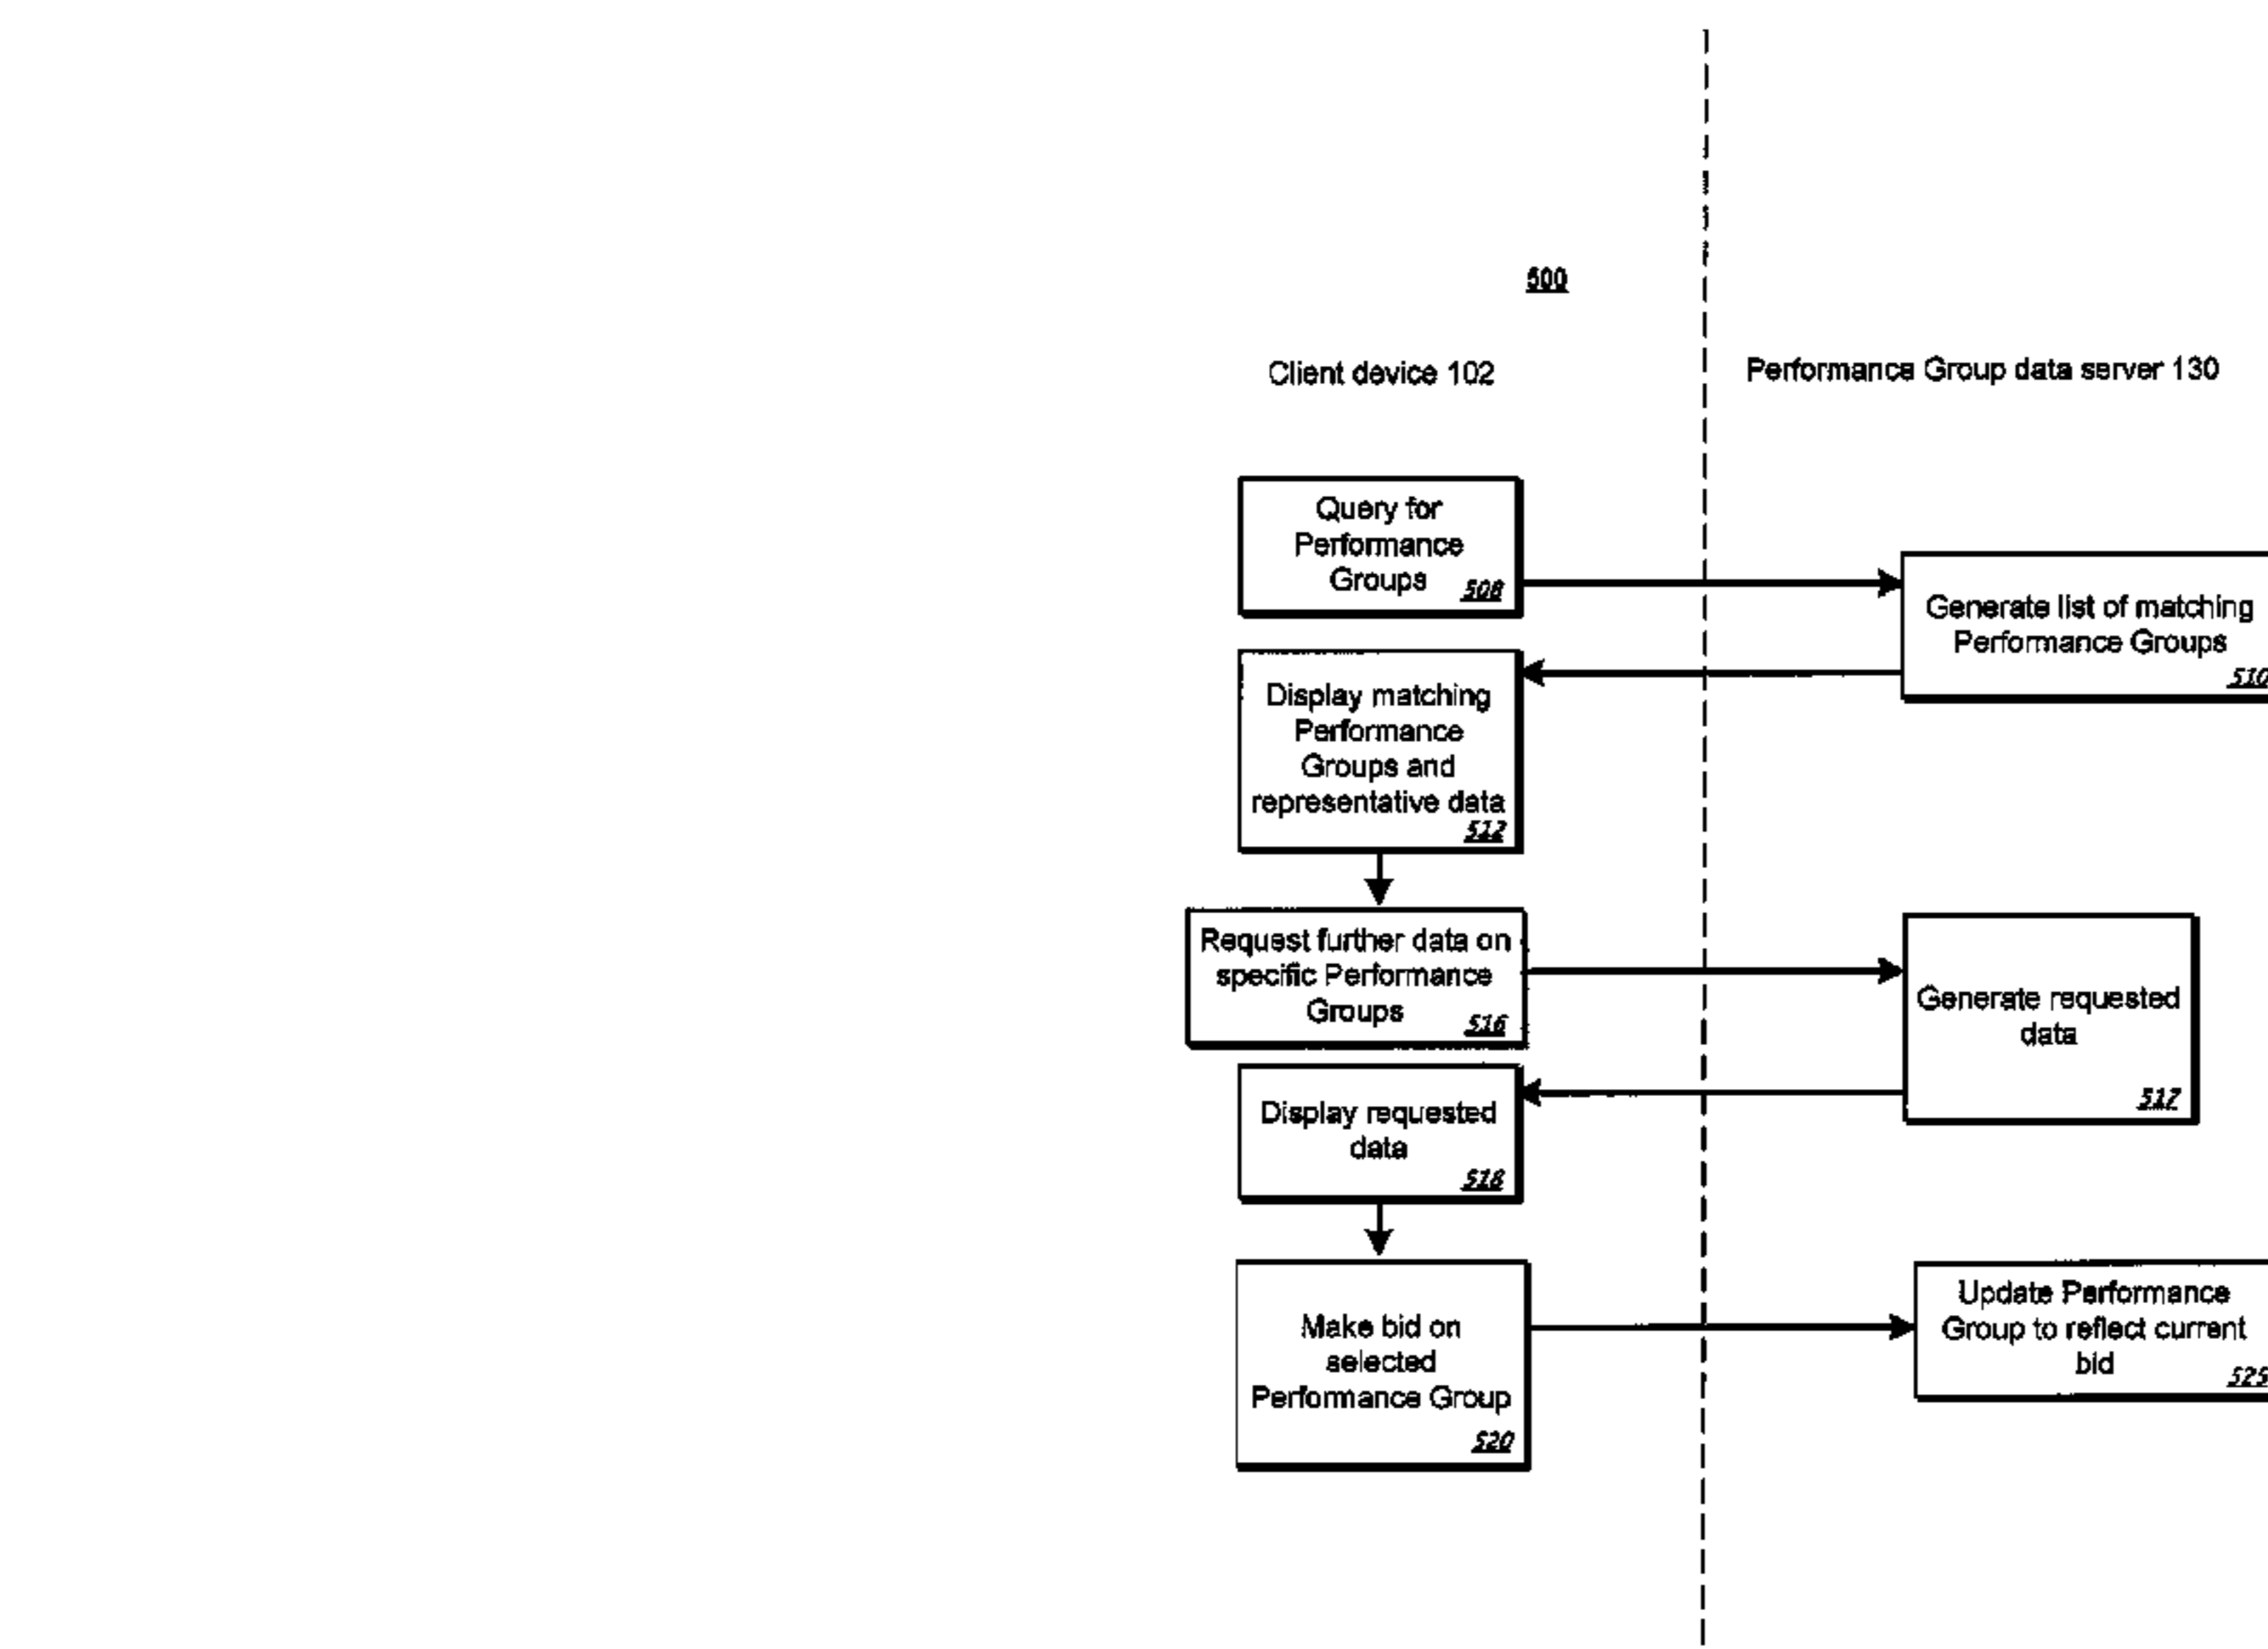 500
Client device 102
Performance Group data server 130
Query for
Performance
Groups
508
Generate list of matching
Performance Groups
510
Display matching
Performance
Groups and
representative data
512
Request further data on
specific Performance
Groups
516
Generate requested
data
517
Display requested
data
518
Make bid on
selected
Performance Group
520
Update Performance
Group to reflect current
bid
525